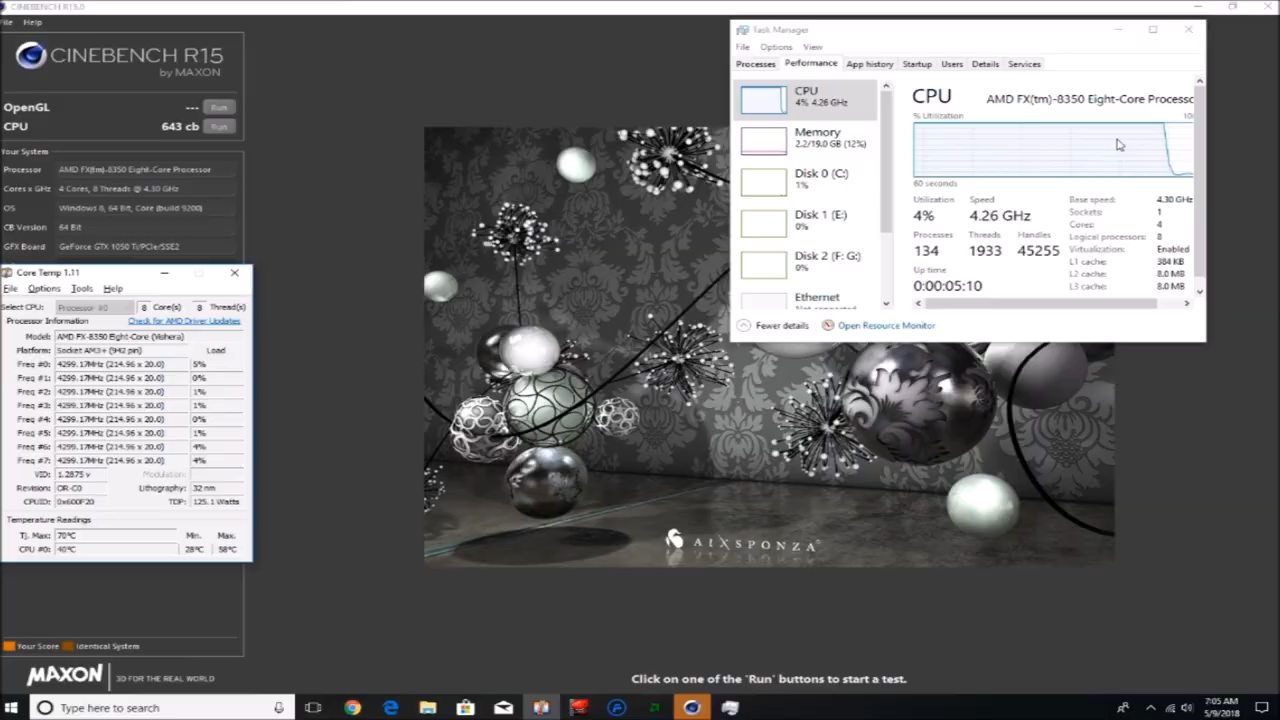 CINEBENCH R15.0
File Help
CINEBENCH R15
by MAXON
OpenGL --- Run
CPU 643 cb Run
Your System
Processor AMD FX(tm)-8350 Eight-Core Processor
Cores x GHz 4 Cores, 8 Threads @ 4.30 GHz
OS Windows 8, 64 Bit, Core (build 9200)
CB Version 64 Bit
GFX Board GeForce GTX 1050 Ti/PCIe/SSE2
Core Temp 1.11
File Options Tools Help
Select CPU: Processor #0 8 Core(s) 8 Thread(s)
Processor Information Check for AMD Driver Updates
Model: AMD FX-8350 Eight-Core (Vishera)
Platform: Socket AM3+ (942 pin) Load
Freq #0: 4299.17MHz (214.96 x 20.0) 5%
Freq #1: 4299.17MHz (214.96 x 20.0) 0%
Freq #2: 4299.17MHz (214.96 x 20.0) 1%
Freq #3: 4299.17MHz (214.96 x 20.0) 1%
Freq #4: 4299.17MHz (214.96 x 20.0) 0%
Freq #5: 4299.17MHz (214.96 x 20.0) 1%
Freq #6: 4299.17MHz (214.96 x 20.0) 4%
Freq #7: 4299.17MHz (214.96 x 20.0) 4%
VID: 1.2875 v Modulation:
Revision: OR-C0 Lithography: 32 nm
CPUID: 0x600F20 TDP: 125.1 Watts
Temperature Readings
Tj. Max: 70°C Min. Max.
CPU #0: 40°C 28°C 58°C
Your Score Identical System
MAXON 3D FOR THE REAL WORLD
Task Manager
File Options View
Processes Performance App history Startup Users Details Services
CPU
4% 4.26 GHz
Memory
2.2/19.0 GB (12%)
Disk 0 (C:)
1%
Disk 1 (E:)
0%
Disk 2 (F: G:)
0%
Ethernet
Not connected
CPU AMD FX(tm)-8350 Eight-Core Processo
% Utilization 10
60 seconds
Utilization Speed
4% 4.26 GHz
Processes Threads Handles
134 1933 45255
Up time
0:00:05:10
Base speed: 4.30 GHz
Sockets: 1
Cores: 4
Logical processors: 8
Virtualization: Enabled
L1 cache: 384 KB
L2 cache: 8.0 MB
L3 cache: 8.0 MB
Fewer details Open Resource Monitor
AIXSPONZA
Click on one of the 'Run' buttons to start a test.
Type here to search
7:05 AM
5/9/2018